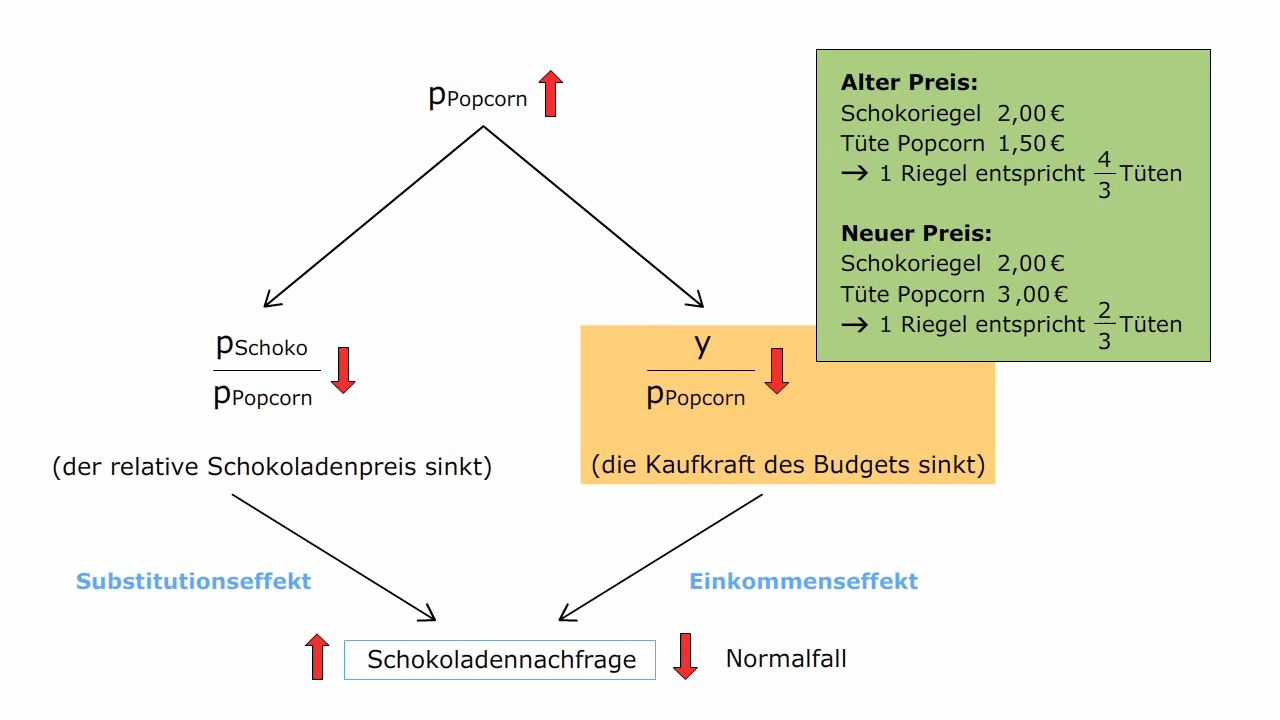 pPopcorn
Alter Preis:
Schokoriegel 2,00 €
Tüte Popcorn 1,50 €
→ 1 Riegel entspricht 4/3 Tüten
Neuer Preis:
Schokoriegel 2,00 €
Tüte Popcorn 3 ,00 €
→ 1 Riegel entspricht 2/3 Tüten
pSchoko
pPopcorn
(der relative Schokoladenpreis sinkt)
y
pPopcorn
(die Kaufkraft des Budgets sinkt)
Substitutionseffekt
Einkommenseffekt
Schokoladennachfrage
Normalfall